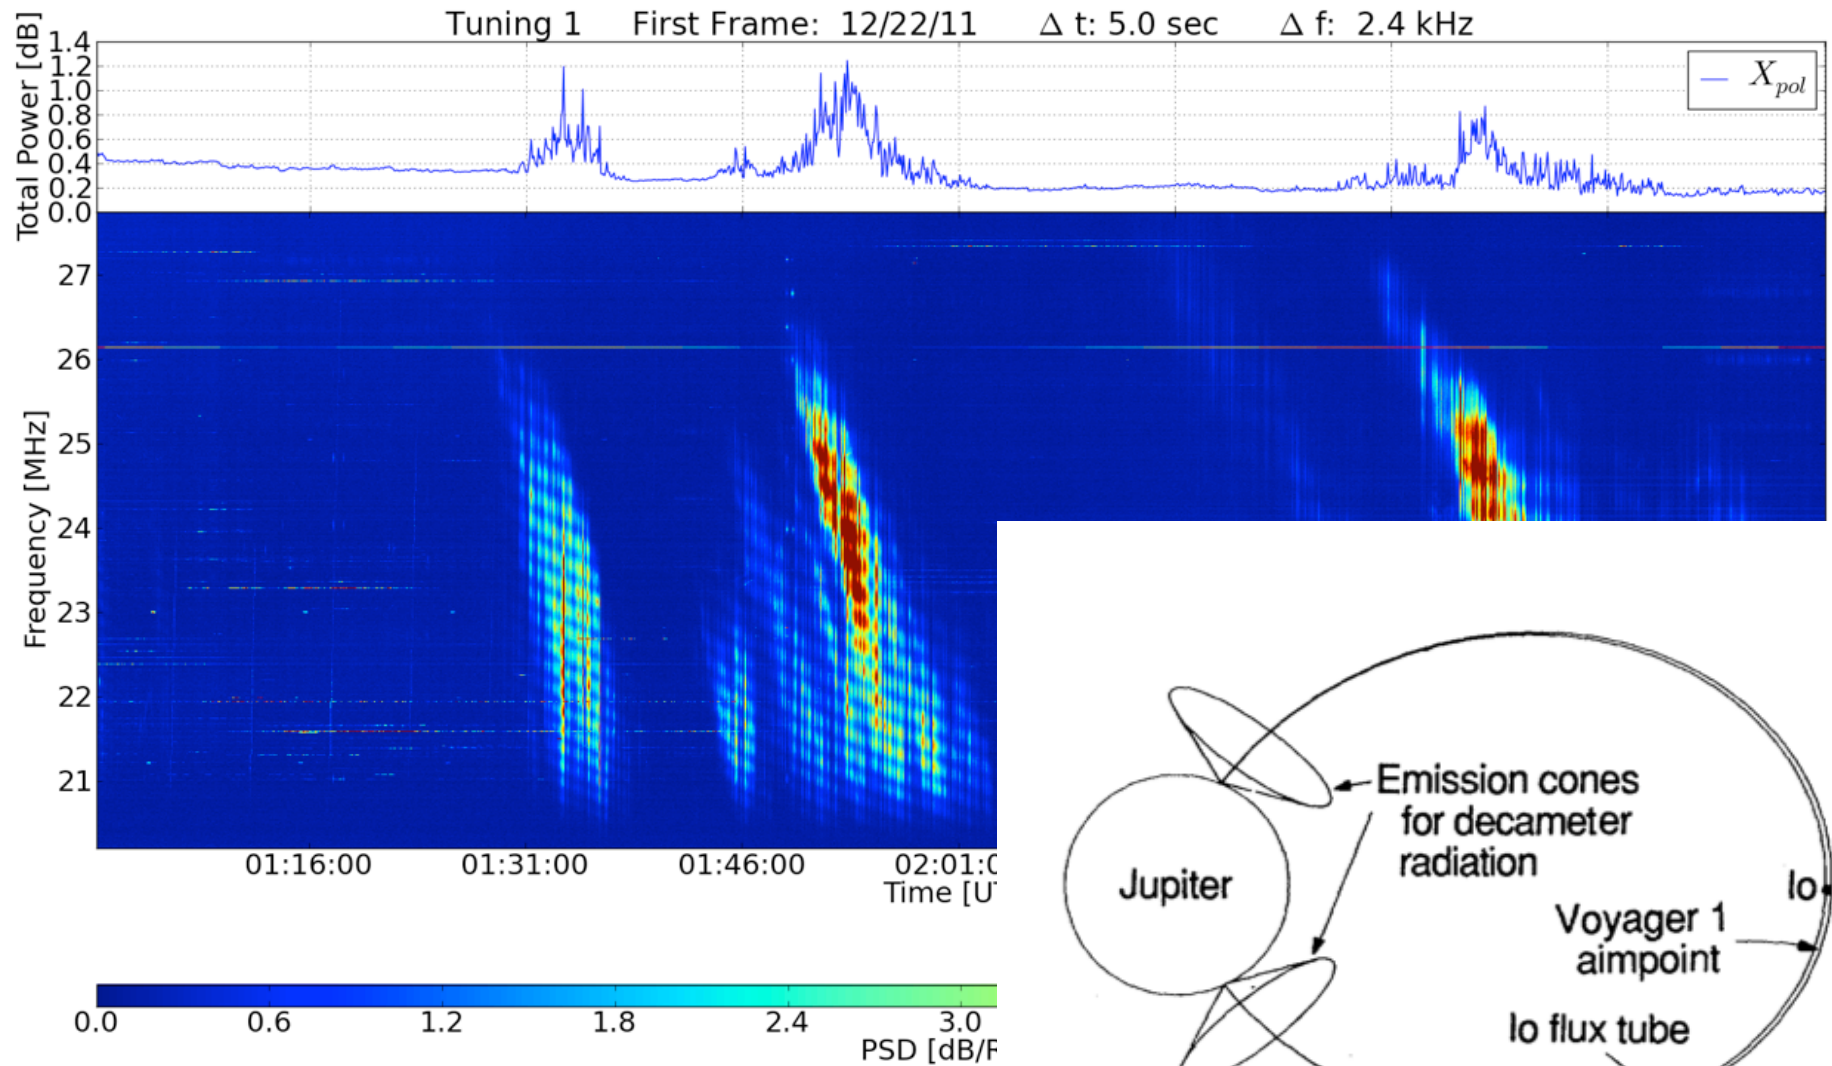 Tuning 1 First Frame: 12/22/11 Δ t: 5.0 sec Δ f: 2.4 kHz
Total Power [dB]
1.4
1.2
1.0
0.8
0.6
0.4
0.2
0.0
X_pol
Frequency [MHz]
27
26
25
24
23
22
21
01:16:00 01:31:00 01:46:00 02:01:0
Time [U
0.0 0.6 1.2 1.8 2.4 3.0
PSD [dB/R
Emission cones
for decameter
radiation
Jupiter
Io
Voyager 1
aimpoint
Io flux tube